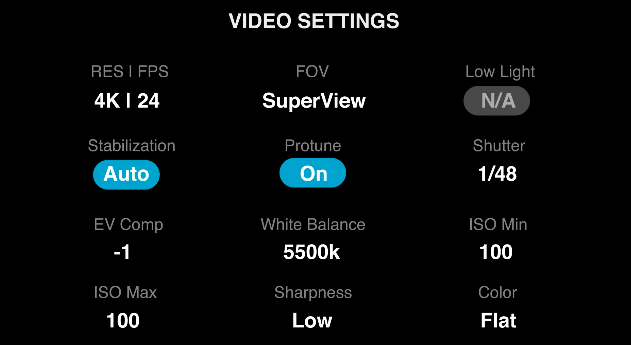 VIDEO SETTINGS
RES | FPS FOV Low Light
4K | 24 SuperView N/A
Stabilization Protune Shutter
Auto On 1/48
EV Comp White Balance ISO Min
-1 5500k 100
ISO Max Sharpness Color
100 Low Flat